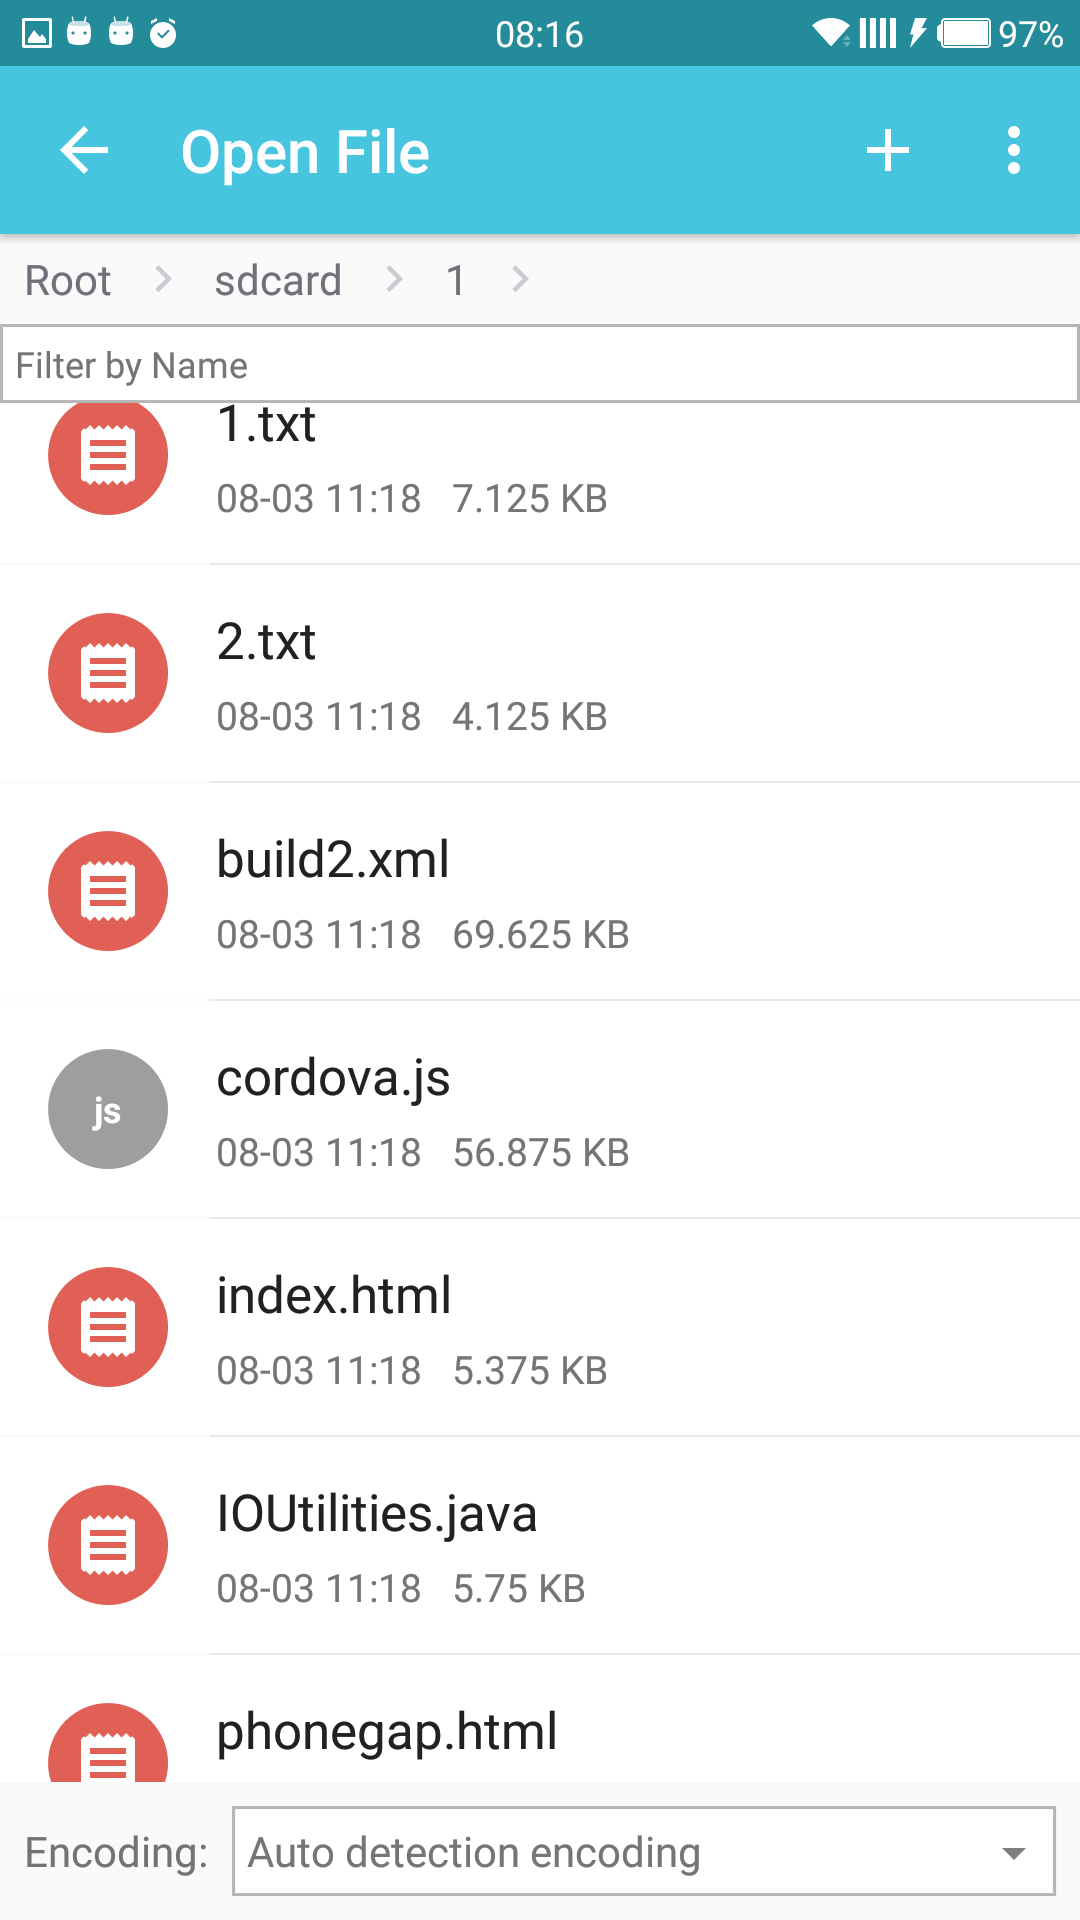 08:16
97%
Open File
Root sdcard 1
Filter by Name
1.txt
08-03 11:18 7.125 KB
2.txt
08-03 11:18 4.125 KB
build2.xml
08-03 11:18 69.625 KB
js
cordova.js
08-03 11:18 56.875 KB
index.html
08-03 11:18 5.375 KB
IOUtilities.java
08-03 11:18 5.75 KB
phonegap.html
Encoding: Auto detection encoding